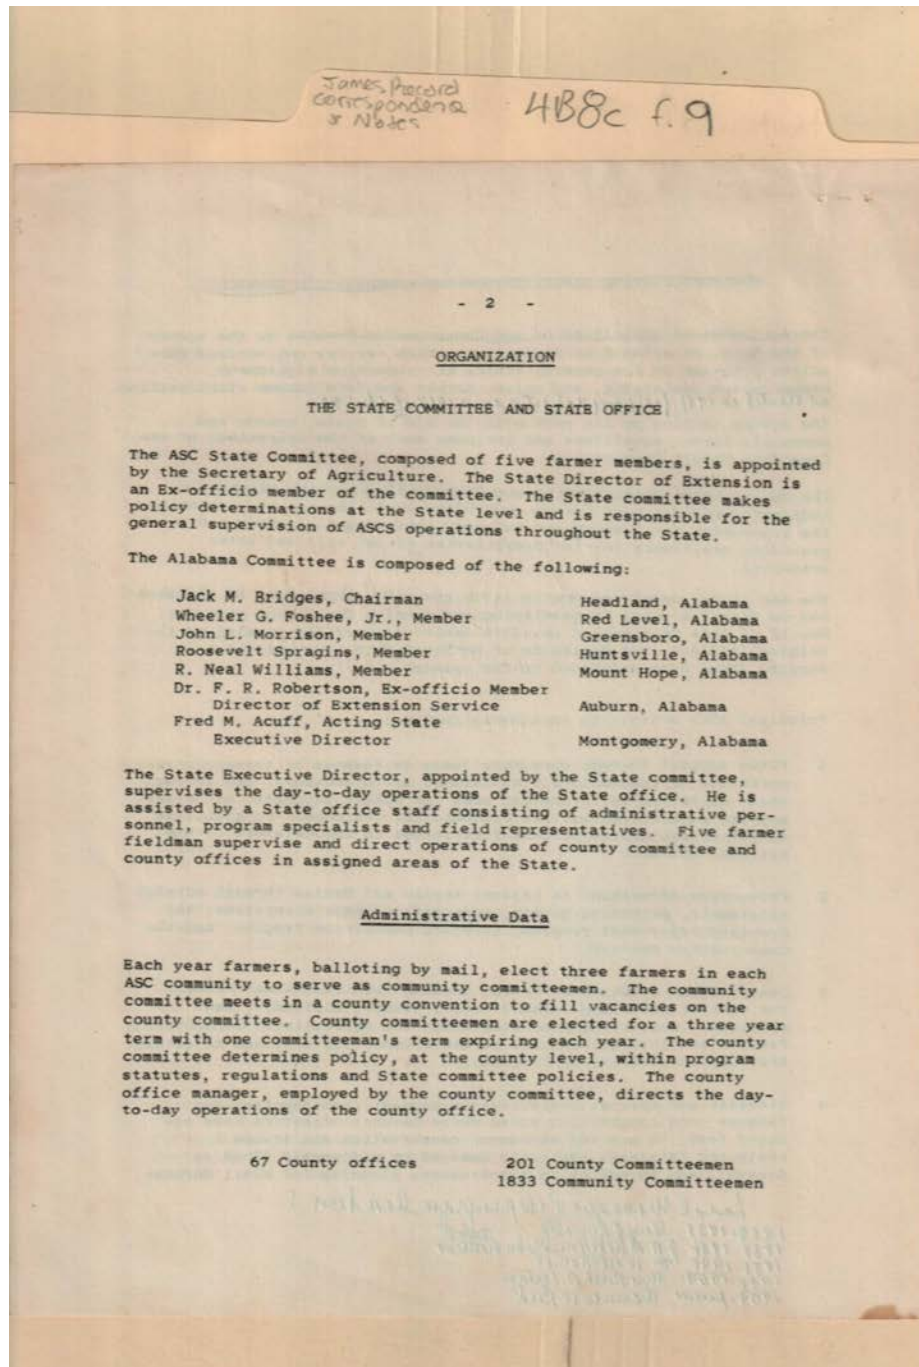 James Record
Correspondence
& Notes
4B8c f.9
- 2 -
ORGANIZATION
THE STATE COMMITTEE AND STATE OFFICE
The ASC State Committee, composed of five farmer members, is appointed
by the Secretary of Agriculture. The State Director of Extension is
an Ex-officio member of the committee. The State committee makes
policy determinations at the State level and is responsible for the
general supervision of ASCS operations throughout the State.
The Alabama Committee is composed of the following:
Jack M. Bridges, Chairman Headland, Alabama
Wheeler G. Foshee, Jr., Member Red Level, Alabama
John L. Morrison, Member Greensboro, Alabama
Roosevelt Spragins, Member Huntsville, Alabama
R. Neal Williams, Member Mount Hope, Alabama
Dr. F. R. Robertson, Ex-officio Member
Director of Extension Service Auburn, Alabama
Fred M. Acuff, Acting State
Executive Director Montgomery, Alabama
The State Executive Director, appointed by the State committee,
supervises the day-to-day operations of the State office. He is
assisted by a State office staff consisting of administrative per-
sonnel, program specialists and field representatives. Five farmer
fieldman supervise and direct operations of county committee and
county offices in assigned areas of the State.
Administrative Data
Each year farmers, balloting by mail, elect three farmers in each
ASC community to serve as community committeemen. The community
committee meets in a county convention to fill vacancies on the
county committee. County committeemen are elected for a three year
term with one committeeman's term expiring each year. The county
committee determines policy, at the county level, within program
statutes, regulations and State committee policies. The county
office manager, employed by the county committee, directs the day-
to-day operations of the county office.
67 County offices 201 County Committeemen
1833 Community Committeemen